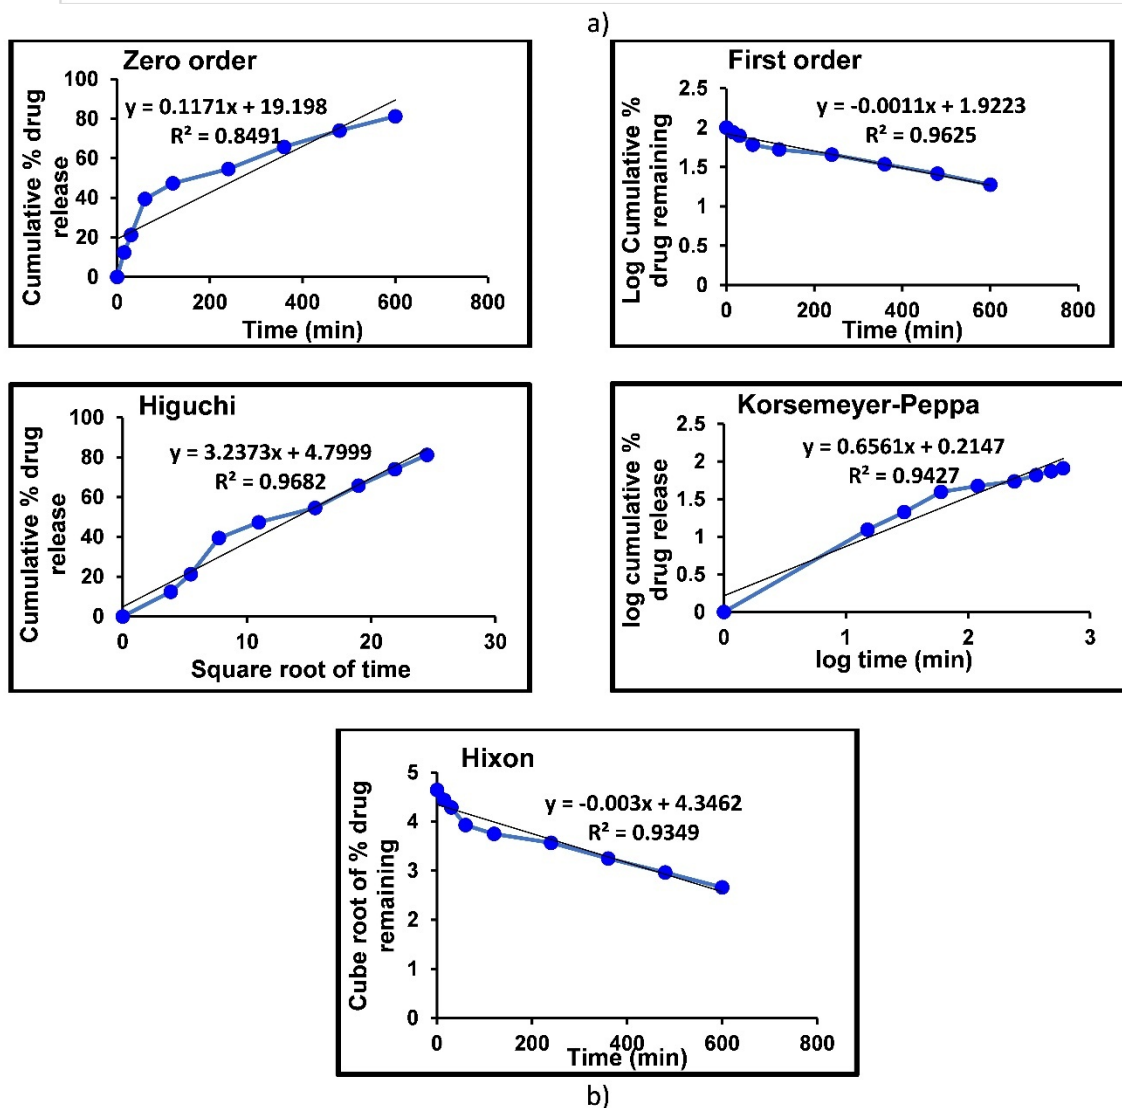 a)
Zero order
y = 0.1171x + 19.198
R² = 0.8491
Cumulative % drug
release
100
80
60
40
20
0
0
200
400
600
800
Time (min)
First order
y = -0.0011x + 1.9223
R² = 0.9625
Log Cumulative %
drug remaining
2.5
2
1.5
1
0.5
0
0
200
400
600
800
Time (min)
Higuchi
y = 3.2373x + 4.7999
R² = 0.9682
Cumulative % drug
release
100
80
60
40
20
0
0
10
20
30
Square root of time
Korsemeyer-Peppa
y = 0.6561x + 0.2147
R² = 0.9427
log cumulative %
drug release
2.5
2
1.5
1
0.5
0
0
1
2
3
log time (min)
Hixon
y = -0.003x + 4.3462
R² = 0.9349
Cube root of % drug
remaining
5
4
3
2
1
0
0
200
400
600
800
Time (min)
b)